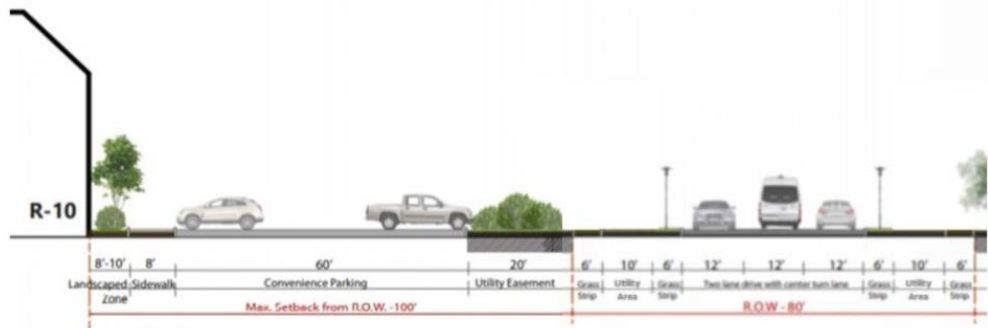 R-10
8'-10' 8' 60' 20' 6' 10' 6' 12' 12' 12' 6' 10' 6'
Landscaped Zone
Sidewalk
Convenience Parking
Utility Easement
Grass Strip
Utility Area
Grass Strip
Two lane drive with center turn lane
Grass Strip
Utility Area
Grass Strip
Max. Setback from R.O.W. -100'
R.O.W - 80'